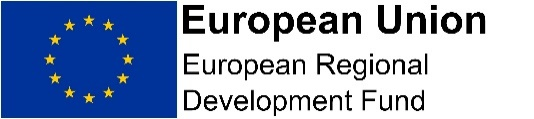 European Union
European Regional
Development Fund